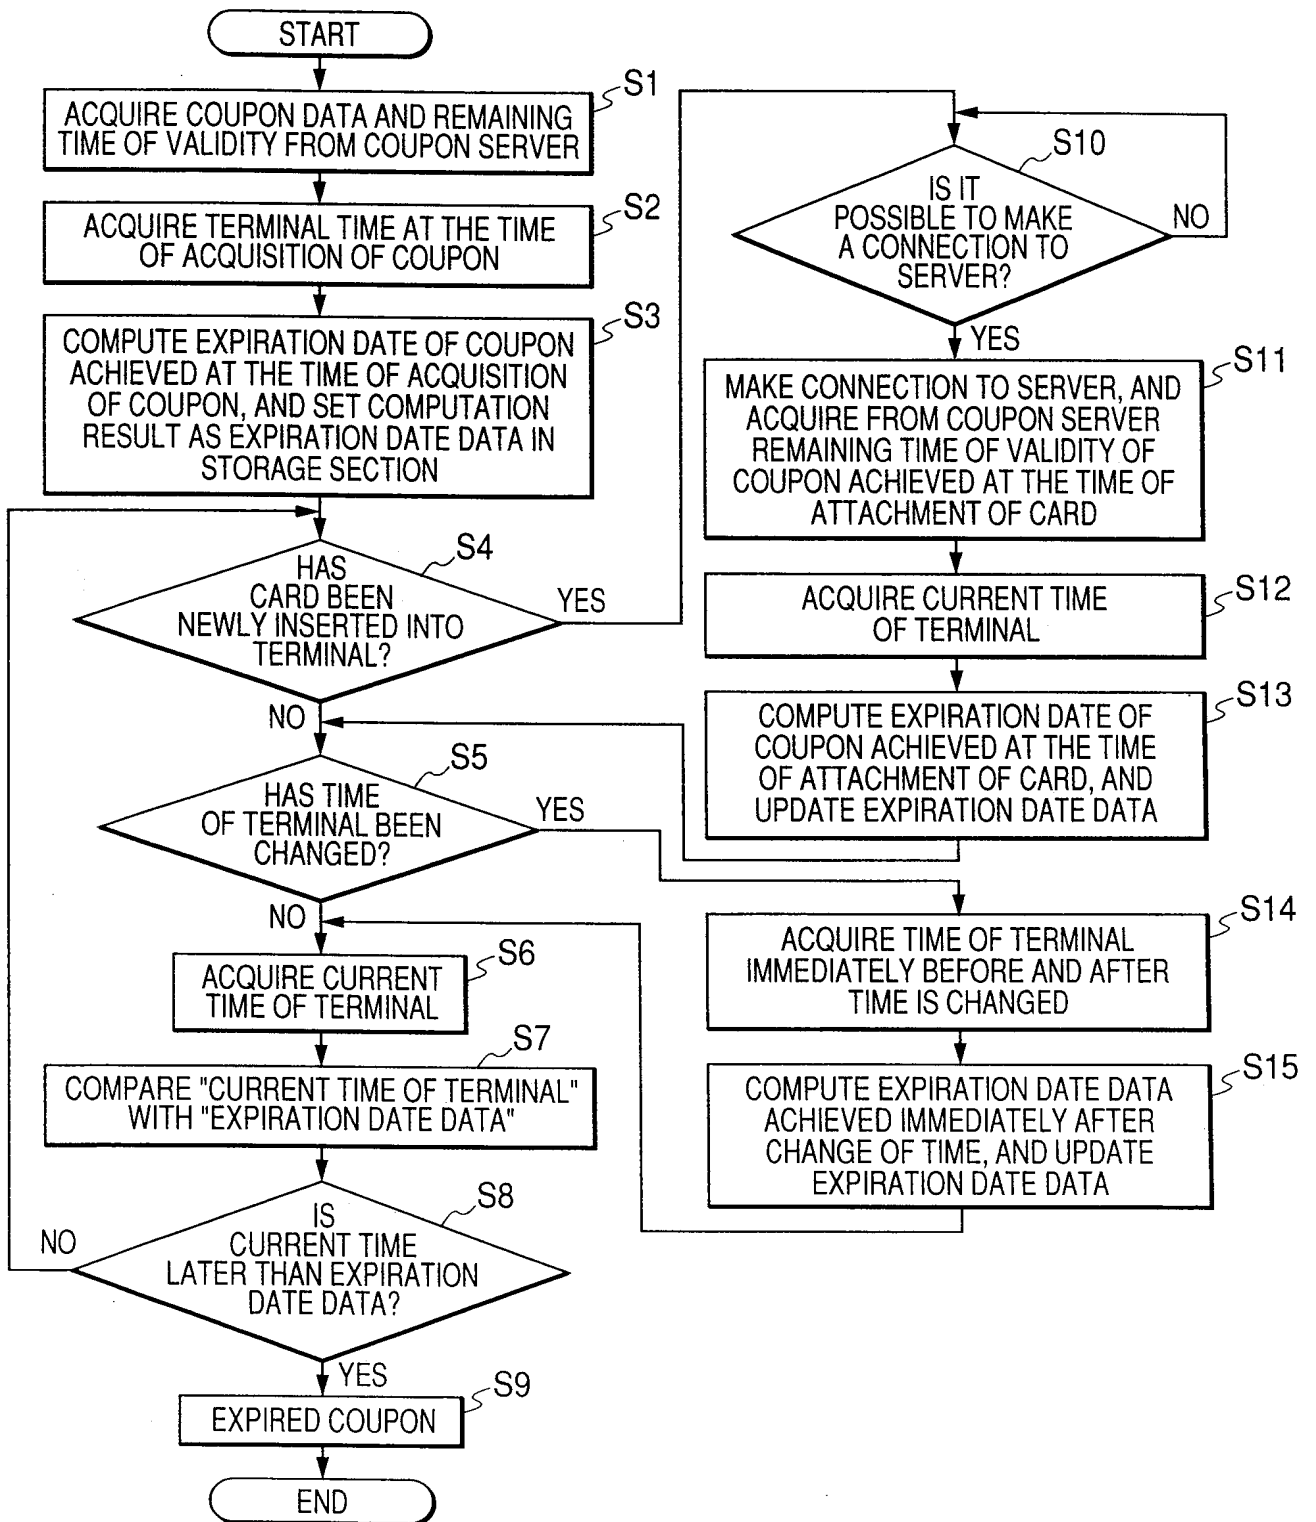 START
S1
ACQUIRE COUPON DATA AND REMAINING
TIME OF VALIDITY FROM COUPON SERVER
S2
ACQUIRE TERMINAL TIME AT THE TIME
OF ACQUISITION OF COUPON
S3
COMPUTE EXPIRATION DATE OF COUPON
ACHIEVED AT THE TIME OF ACQUISITION
OF COUPON, AND SET COMPUTATION
RESULT AS EXPIRATION DATE DATA IN
STORAGE SECTION
S4
HAS
CARD BEEN
NEWLY INSERTED INTO
TERMINAL?
YES
NO
S5
HAS TIME
OF TERMINAL BEEN
CHANGED?
YES
NO
S6
ACQUIRE CURRENT
TIME OF TERMINAL
S7
COMPARE "CURRENT TIME OF TERMINAL"
WITH "EXPIRATION DATE DATA"
S8
IS
CURRENT TIME
LATER THAN EXPIRATION
DATE DATA?
NO
YES
S9
EXPIRED COUPON
END
S10
IS IT
POSSIBLE TO MAKE
A CONNECTION TO
SERVER?
NO
YES
S11
MAKE CONNECTION TO SERVER, AND
ACQUIRE FROM COUPON SERVER
REMAINING TIME OF VALIDITY OF
COUPON ACHIEVED AT THE TIME OF
ATTACHMENT OF CARD
S12
ACQUIRE CURRENT TIME
OF TERMINAL
S13
COMPUTE EXPIRATION DATE OF
COUPON ACHIEVED AT THE TIME
OF ATTACHMENT OF CARD, AND
UPDATE EXPIRATION DATE DATA
S14
ACQUIRE TIME OF TERMINAL
IMMEDIATELY BEFORE AND AFTER
TIME IS CHANGED
S15
COMPUTE EXPIRATION DATE DATA
ACHIEVED IMMEDIATELY AFTER
CHANGE OF TIME, AND UPDATE
EXPIRATION DATE DATA